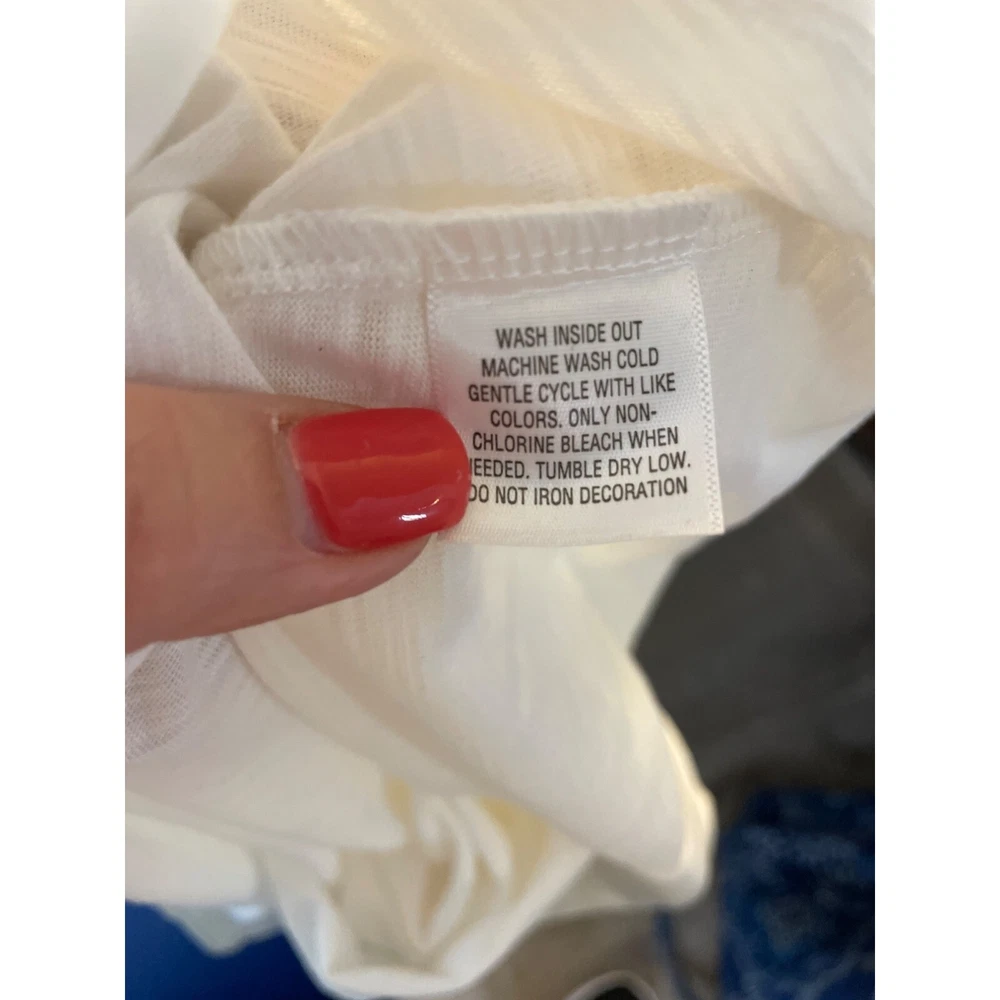 WASH INSIDE OUT
MACHINE WASH COLD
GENTLE CYCLE WITH LIKE
COLORS. ONLY NON-
CHLORINE BLEACH WHEN
EEDED. TUMBLE DRY LOW.
DO NOT IRON DECORATION